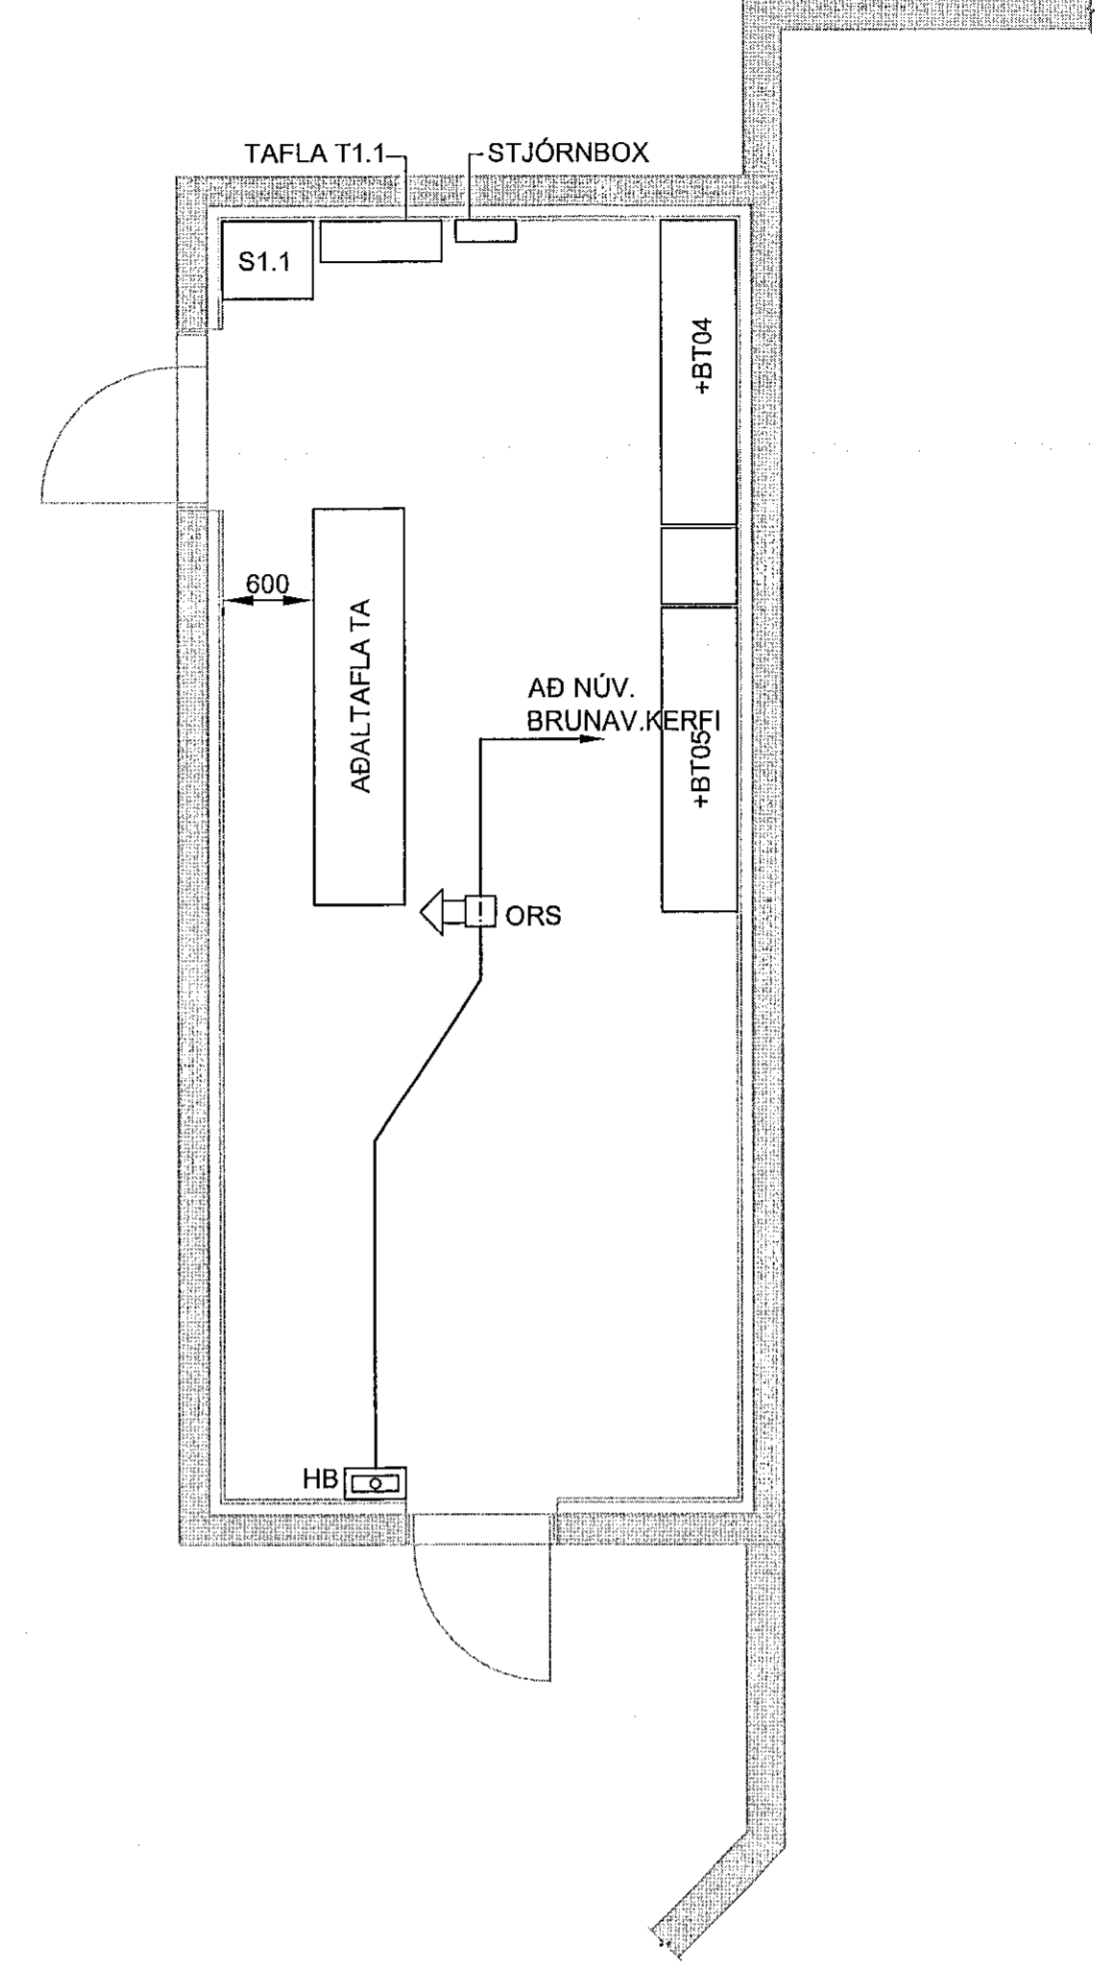 TAFLA T1.1
STJÓRNBOX
S1.1
+BT04
600
AÐALTAFLA TA
AÐ NÚV.
BRUNAV.KERFI
+BT05
ORS
HB